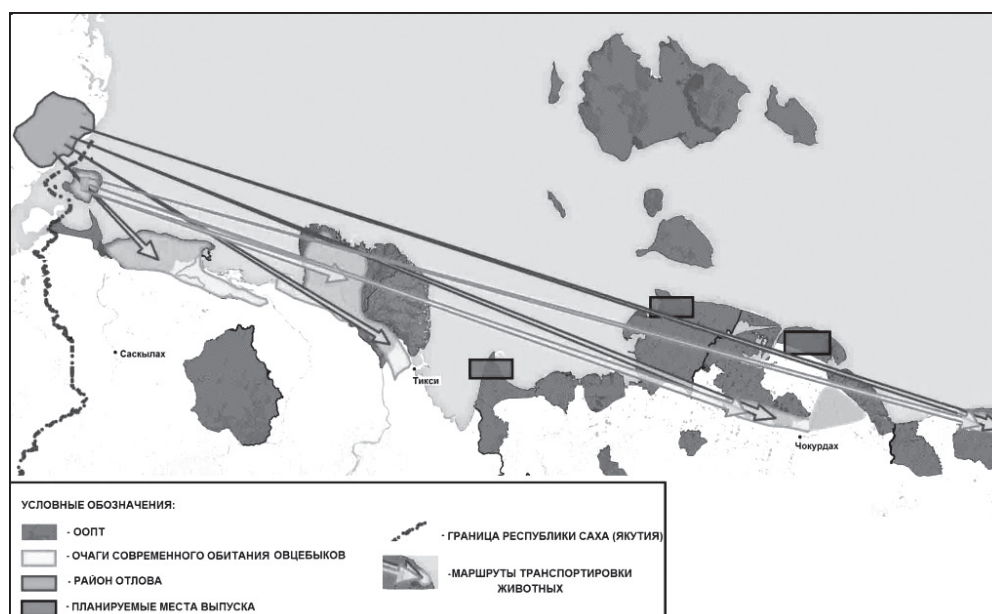 Саскылах
Тикси
Чокурдах
УСЛОВНЫЕ ОБОЗНАЧЕНИЯ:
- ООПТ
- ОЧАГИ СОВРЕМЕННОГО ОБИТАНИЯ ОВЦЕБЫКОВ
- РАЙОН ОТЛОВА
- ПЛАНИРУЕМЫЕ МЕСТА ВЫПУСКА
- ГРАНИЦА РЕСПУБЛИКИ САХА (ЯКУТИЯ)
-МАРШРУТЫ ТРАНСПОРТИРОВКИ
ЖИВОТНЫХ